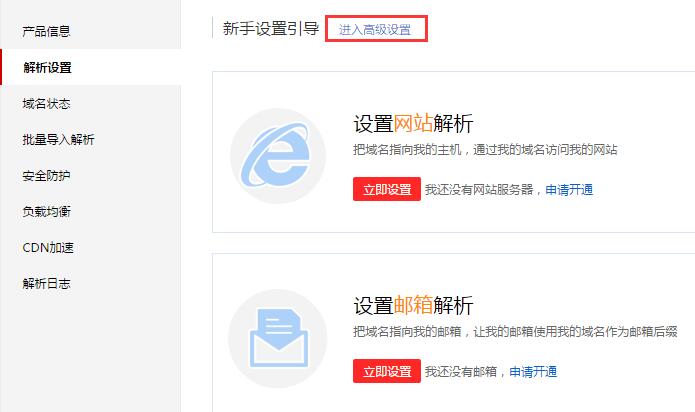 产品信息
解析设置
域名状态
批量导入解析
安全防护
负载均衡
CDN加速
解析日志
新手设置引导 进入高级设置
设置网站解析
把域名指向我的主机，通过我的域名访问我的网站
立即设置 我还没有网站服务器，申请开通
设置邮箱解析
把域名指向我的邮箱，让我的邮箱使用我的域名作为邮箱后缀
立即设置 我还没有邮箱，申请开通